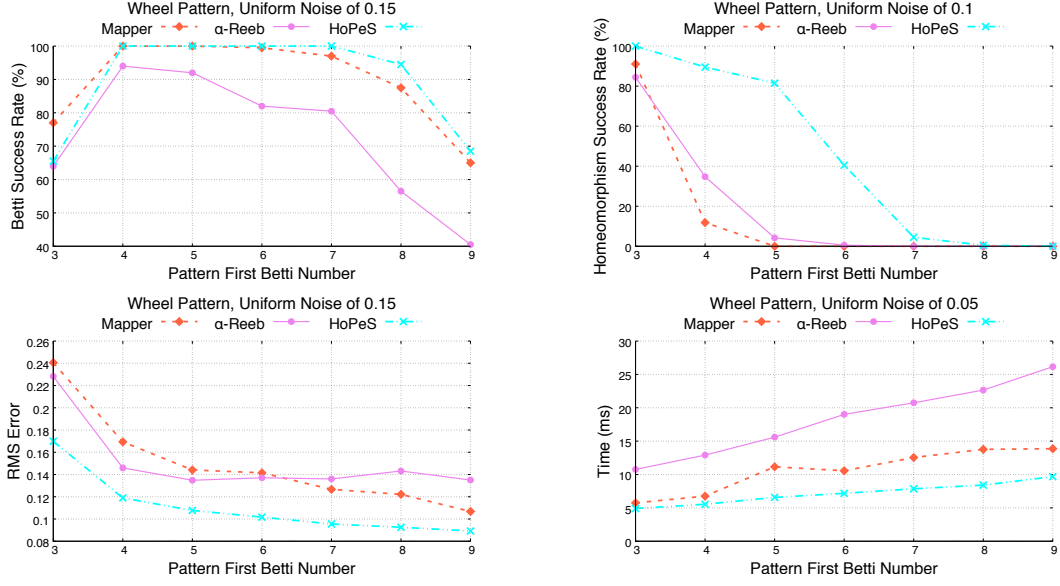 Wheel Pattern, Uniform Noise of 0.15
Mapper α-Reeb HoPeS
Betti Success Rate (%)
100
90
80
70
60
50
40
3 4 5 6 7 8 9
Pattern First Betti Number
Wheel Pattern, Uniform Noise of 0.1
Mapper α-Reeb HoPeS
Homeomorphism Success Rate (%)
100
80
60
40
20
0
3 4 5 6 7 8 9
Pattern First Betti Number
Wheel Pattern, Uniform Noise of 0.15
Mapper α-Reeb HoPeS
RMS Error
0.26
0.24
0.22
0.2
0.18
0.16
0.14
0.12
0.1
0.08
3 4 5 6 7 8 9
Pattern First Betti Number
Wheel Pattern, Uniform Noise of 0.05
Mapper α-Reeb HoPeS
Time (ms)
30
25
20
15
10
5
0
3 4 5 6 7 8 9
Pattern First Betti Number